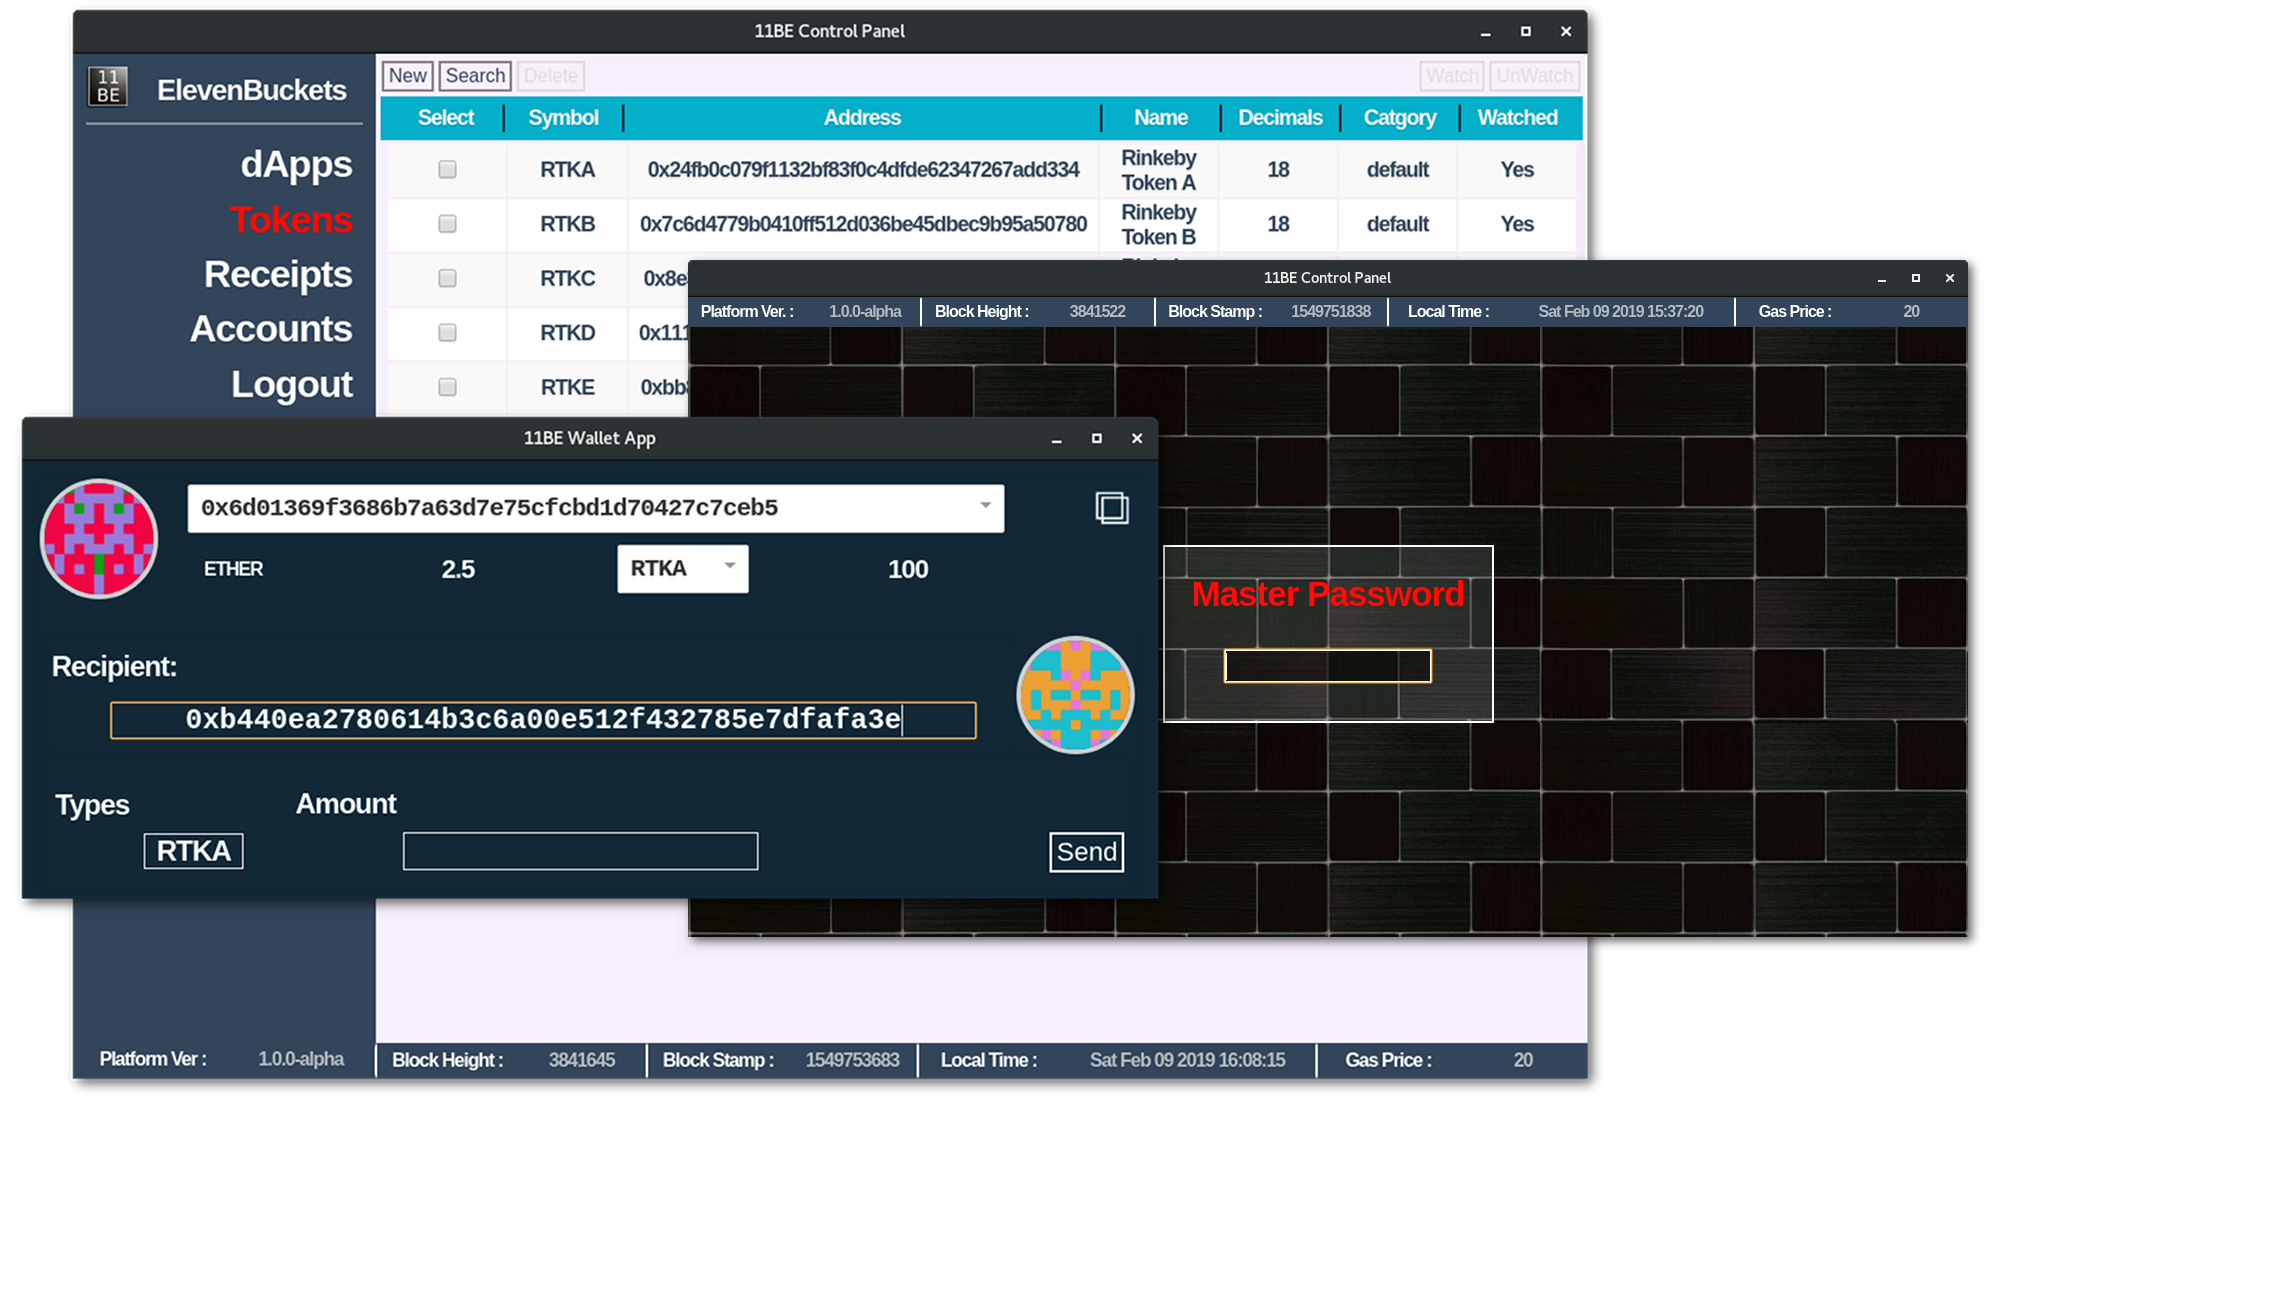 11BE Control Panel
11 BE
ElevenBuckets
dApps
Tokens
Receipts
Accounts
Logout
New Search Delete Watch UnWatch
Select Symbol Address Name Decimals Catgory Watched
RTKA 0x24fb0c079f1132bf83f0c4dfde62347267add334 Rinkeby Token A 18 default Yes
RTKB 0x7c6d4779b0410ff512d036be45dbec9b95a50780 Rinkeby Token B 18 default Yes
RTKC 0x8e
RTKD 0x111
RTKE 0xbb
11BE Control Panel
Platform Ver. : 1.0.0-alpha Block Height : 3841522 Block Stamp : 1549751838 Local Time : Sat Feb 09 2019 15:37:20 Gas Price : 20
Master Password
11BE Wallet App
0x6d01369f3686b7a63d7e75cfcbd1d70427c7ceb5
ETHER 2.5 RTKA 100
Recipient:
0xb440ea2780614b3c6a00e512f432785e7dfafa3e
Types Amount
RTKA Send
Platform Ver : 1.0.0-alpha Block Height : 3841645 Block Stamp : 1549753683 Local Time : Sat Feb 09 2019 16:08:15 Gas Price : 20